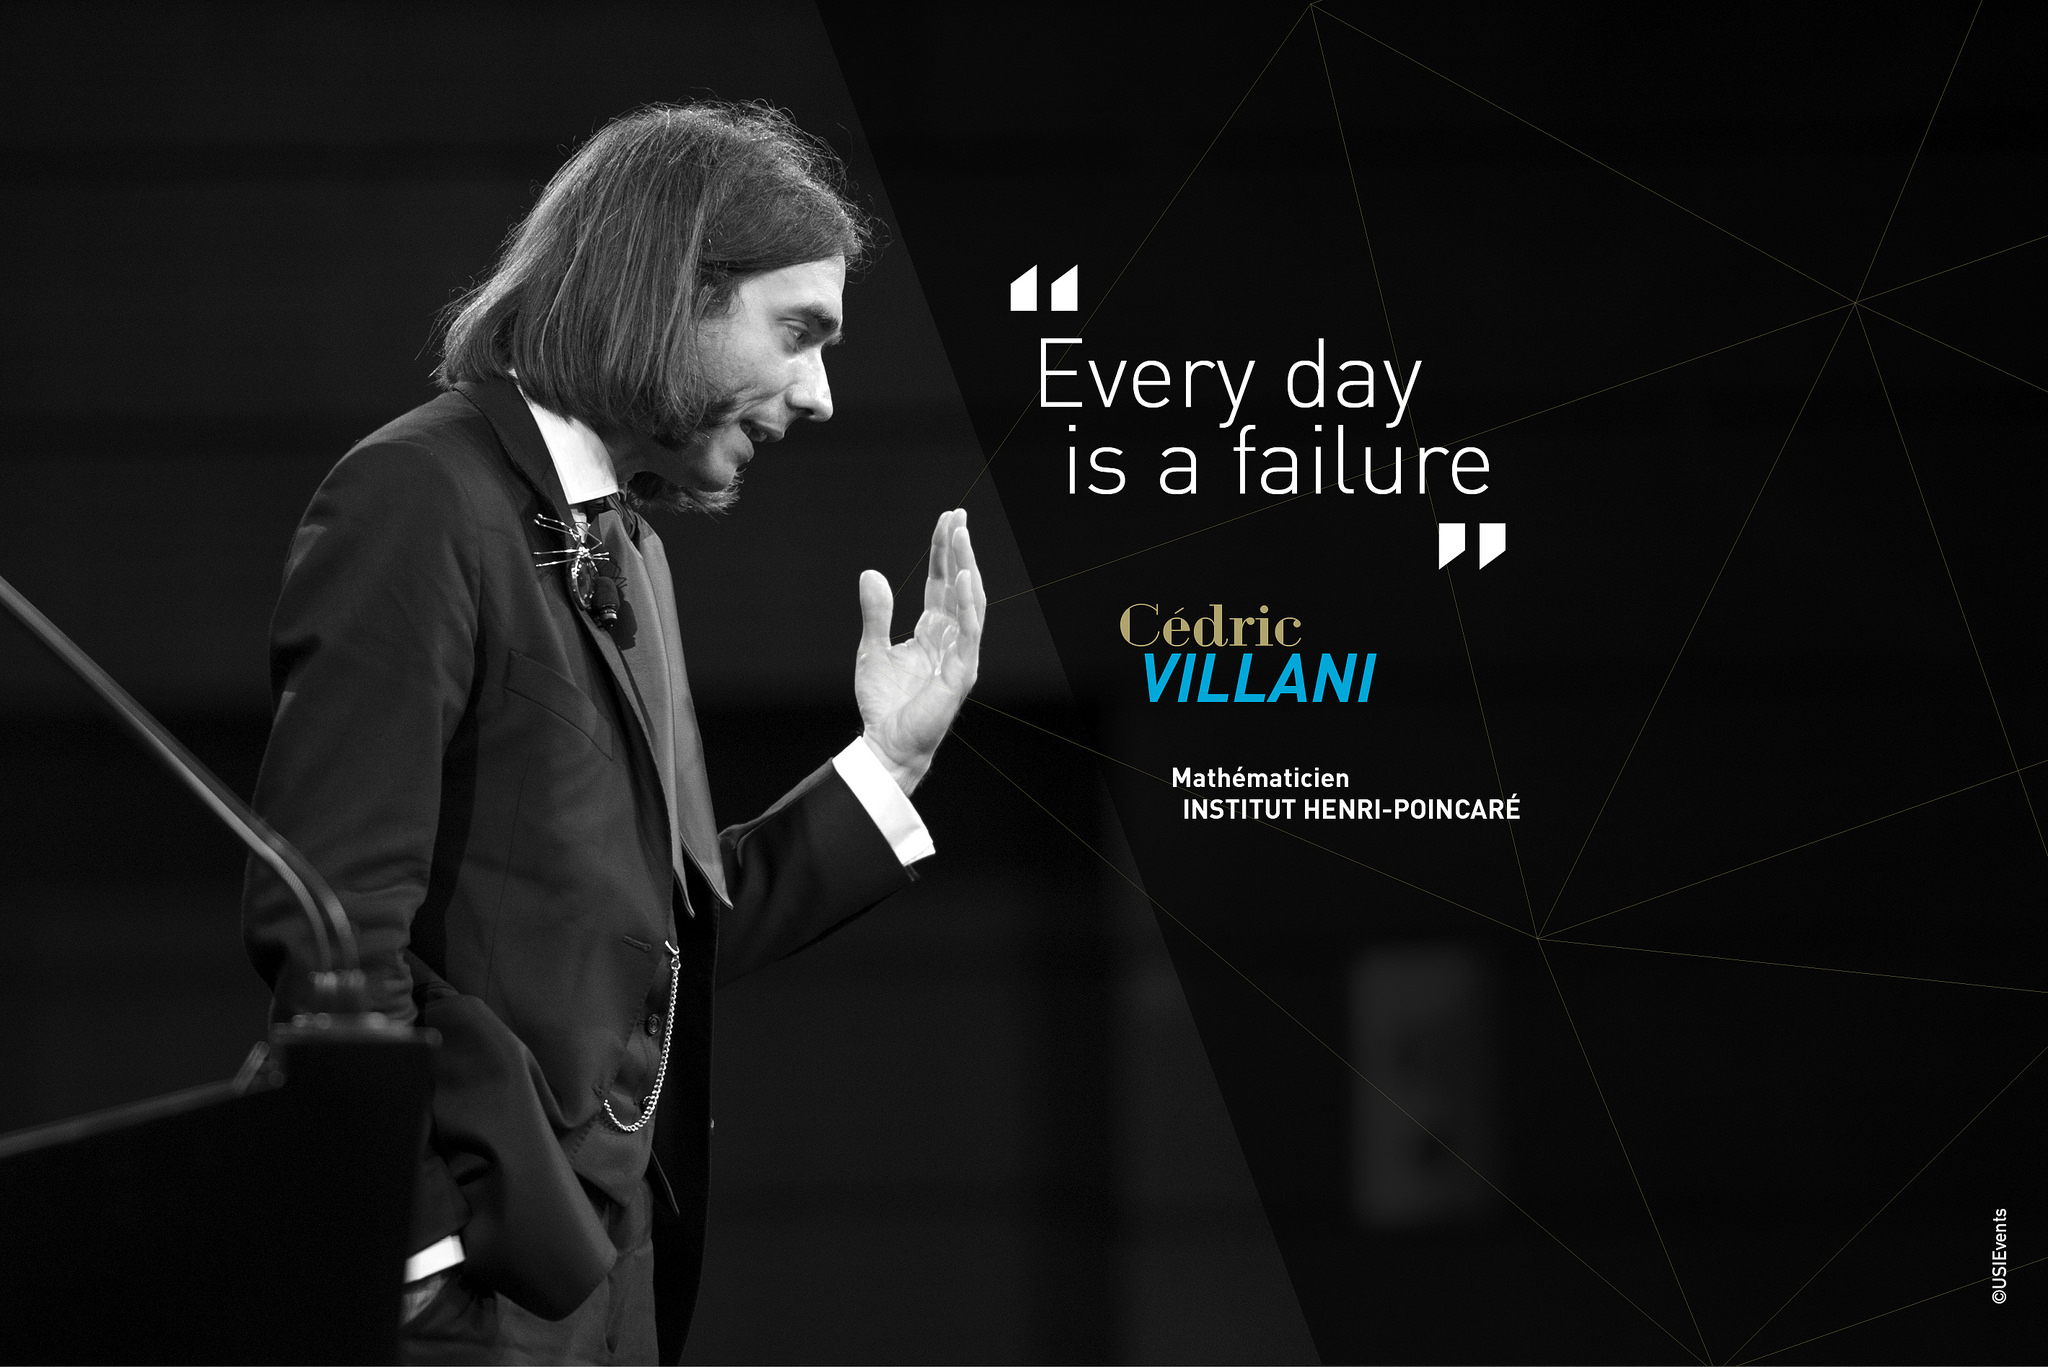 “
Every day
is a failure
”
Cédric
VILLANI
Mathématicien
INSTITUT HENRI-POINCARÉ
©USIEvents